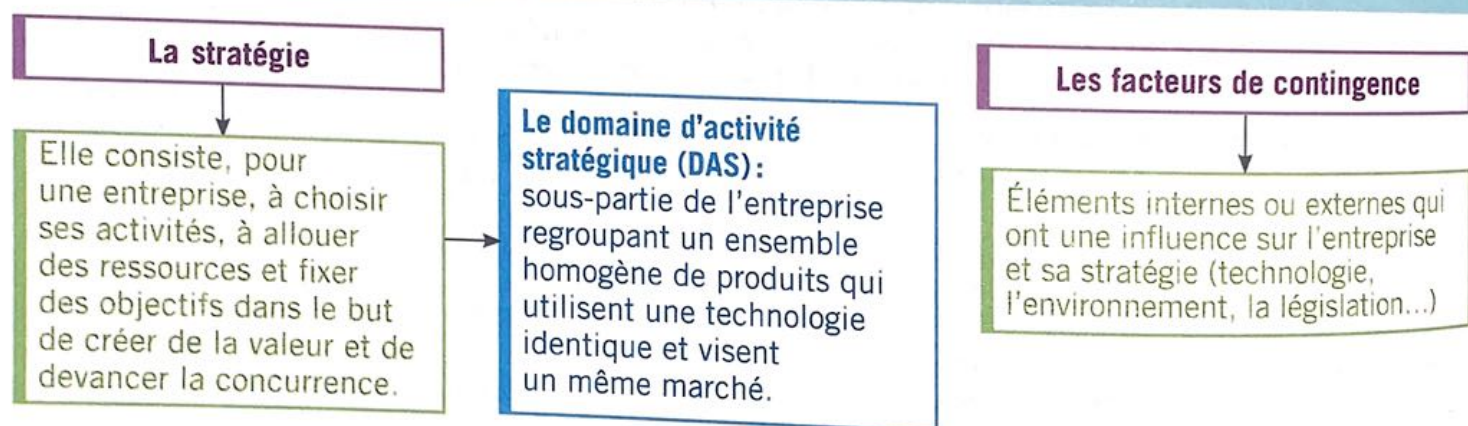 La stratégie
Elle consiste, pour
une entreprise, à choisir
ses activités, à allouer
des ressources et fixer
des objectifs dans le but
de créer de la valeur et de
devancer la concurrence.
Le domaine d'activité
stratégique (DAS) :
sous-partie de l'entreprise
regroupant un ensemble
homogène de produits qui
utilisent une technologie
identique et visent
un même marché.
Les facteurs de contingence
Éléments internes ou externes qui
ont une influence sur l'entreprise
et sa stratégie (technologie,
l'environnement, la législation...)